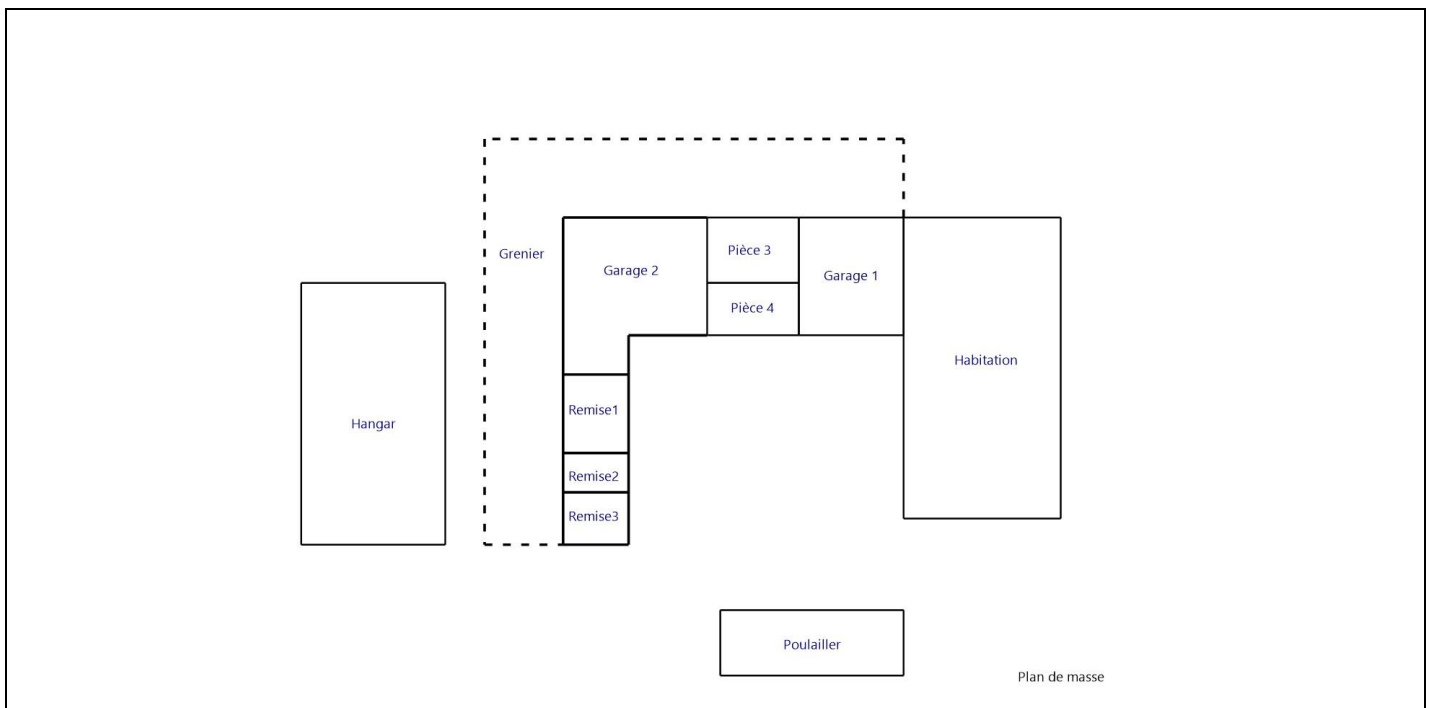 Pièce 3
Grenier
Garage 2
Garage 1
Pièce 4
Habitation
Remise1
Hangar
Remise2
Remise3
Poulailler
Plan de masse